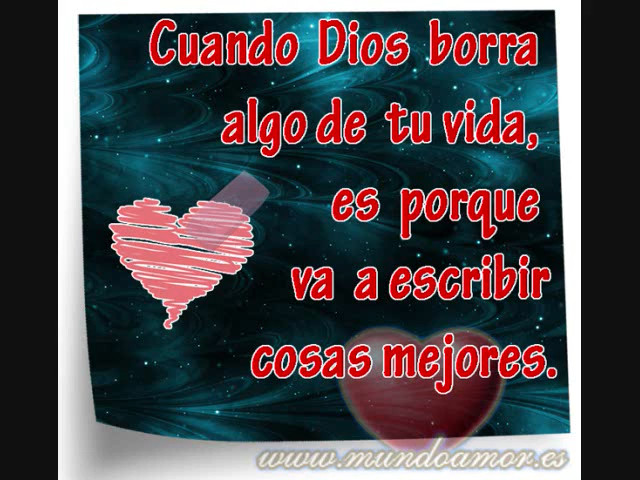 Cuando Dios borra
algo de tu vida,
es porque
va a escribir
cosas mejores.
www.mundoamor.es